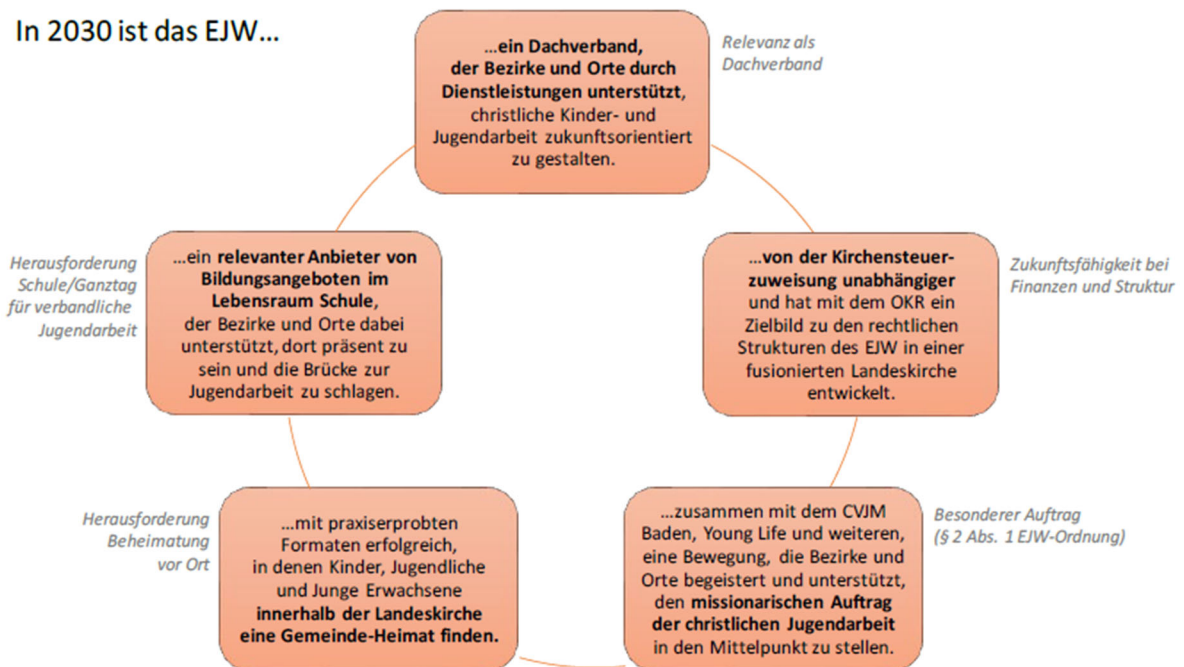 In 2030 ist das EJW...
...ein Dachverband,
der Bezirke und Orte durch
Dienstleistungen unterstützt,
christliche Kinder- und
Jugendarbeit zukunftsorientiert
zu gestalten.
Relevanz als
Dachverband
...von der Kirchensteuer-
zuweisung unabhängiger
und hat mit dem OKR ein
Zielbild zu den rechtlichen
Strukturen des EJW in einer
fusionierten Landeskirche
entwickelt.
Zukunftsfähigkeit bei
Finanzen und Struktur
...zusammen mit dem CVJM
Baden, Young Life und weiteren,
eine Bewegung, die Bezirke und
Orte begeistert und unterstützt,
den missionarischen Auftrag
der christlichen Jugendarbeit
in den Mittelpunkt zu stellen.
Besonderer Auftrag
(§ 2 Abs. 1 EJW-Ordnung)
...mit praxiserprobten
Formaten erfolgreich,
in denen Kinder, Jugendliche
und Junge Erwachsene
innerhalb der Landeskirche
eine Gemeinde-Heimat finden.
Herausforderung
Beheimatung
vor Ort
...ein relevanter Anbieter von
Bildungsangeboten im
Lebensraum Schule,
der Bezirke und Orte dabei
unterstützt, dort präsent zu
sein und die Brücke zur
Jugendarbeit zu schlagen.
Herausforderung
Schule/Ganztag
für verbandliche
Jugendarbeit